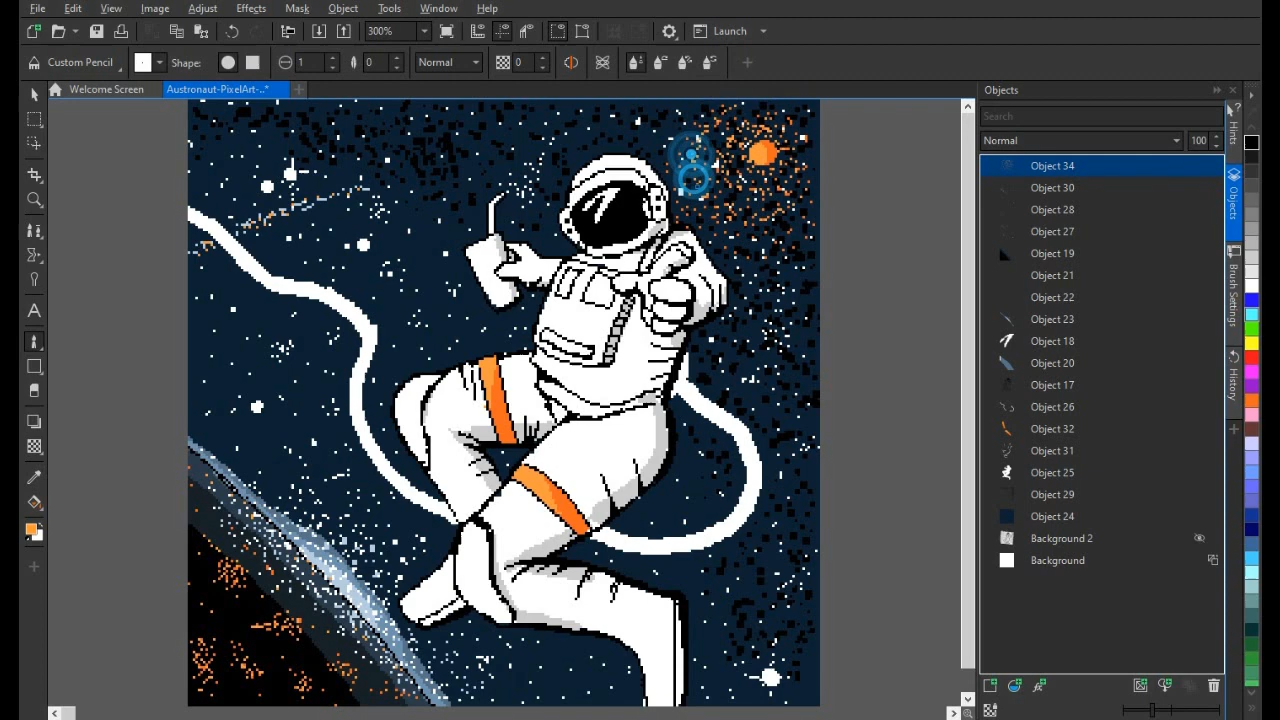 File Edit View Image Adjust Effects Mask Object Tools Window Help
300% Launch
Custom Pencil Shape: 1 0 Normal 0
Welcome Screen Austronaut-PixelArt-..*
Objects
Search
Normal 100
Object 34
Object 30
Object 28
Object 27
Object 19
Object 21
Object 22
Object 23
Object 18
Object 20
Object 17
Object 26
Object 32
Object 31
Object 25
Object 29
Object 24
Background 2
Background
Hints
Objects
Brush Settings
History